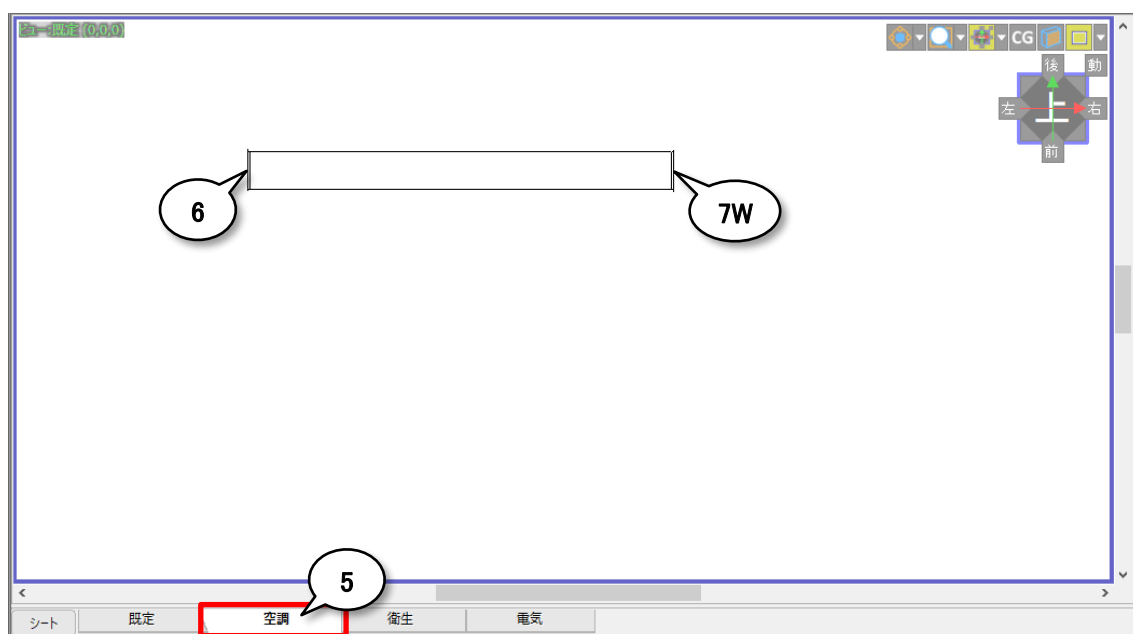 ビュー:既定 (0,0,0)
CG
後 動
左 上 右
前
6
7W
5
シート 既定 空調 衛生 電気